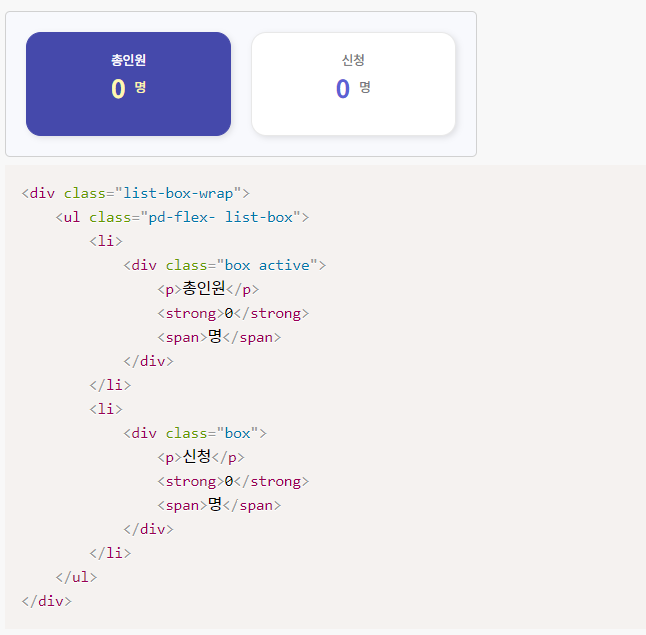 총인원
0 명
신청
0 명
<div class="list-box-wrap">
    <ul class="pd-flex- list-box">
        <li>
            <div class="box active">
                <p>총인원</p>
                <strong>0</strong>
                <span>명</span>
            </div>
        </li>
        <li>
            <div class="box">
                <p>신청</p>
                <strong>0</strong>
                <span>명</span>
            </div>
        </li>
    </ul>
</div>